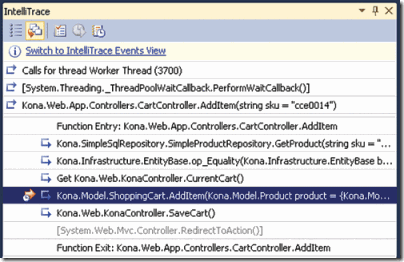 IntelliTrace
Switch to IntelliTrace Events View
Calls for thread Worker Thread (3700)
[System.Threading._ThreadPoolWaitCallback.PerformWaitCallback()]
Kona.Web.App.Controllers.CartController.AddItem(string sku = "cce0014")
Function Entry: Kona.Web.App.Controllers.CartController.AddItem
Kona.SimpleSqlRepository.SimpleProductRepository.GetProduct(string sku = "...
Kona.Infrastructure.EntityBase.op_Equality(Kona.Infrastructure.EntityBase b...
Get Kona.Web.KonaController.CurrentCart()
Kona.Model.ShoppingCart.AddItem(Kona.Model.Product product = {Kona.Mo...
Kona.Web.KonaController.SaveCart()
[System.Web.Mvc.Controller.RedirectToAction()]
Function Exit: Kona.Web.App.Controllers.CartController.AddItem